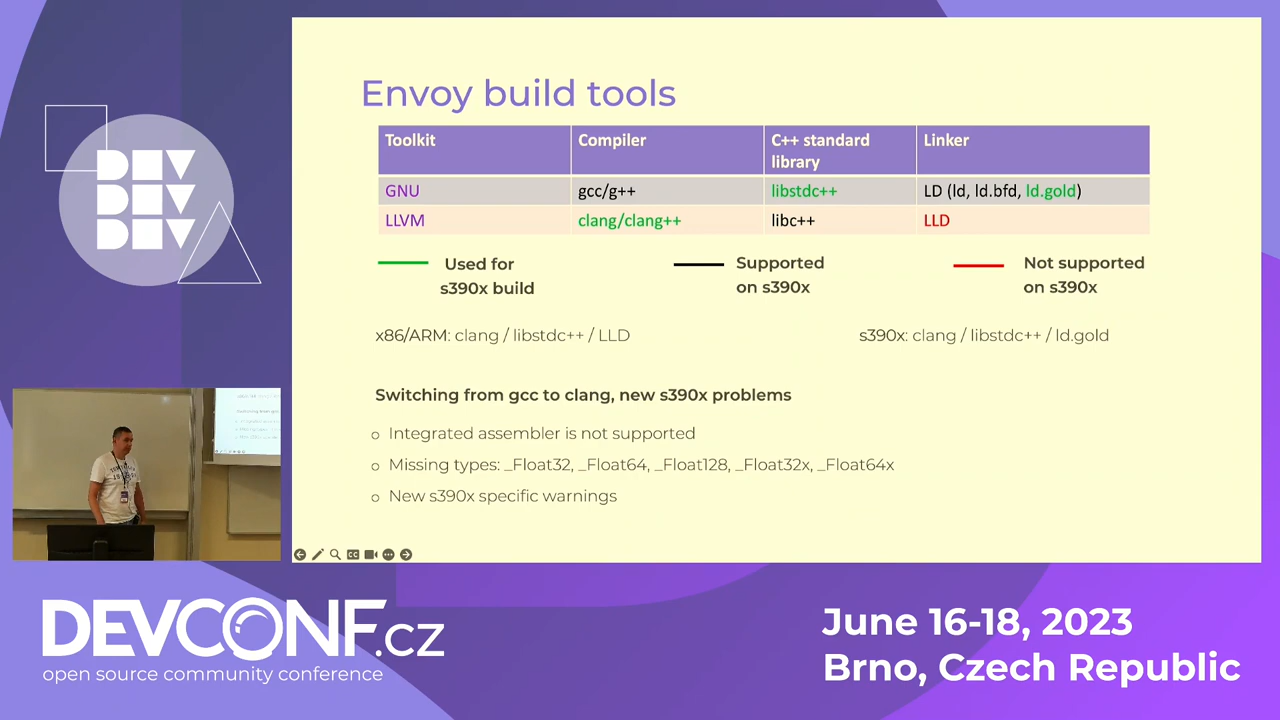 Envoy build tools
Toolkit
Compiler
C++ standard
library
Linker
GNU
gcc/g++
libstdc++
LD (ld, ld.bfd, ld.gold)
LLVM
clang/clang++
libc++
LLD
Used for
s390x build
Supported
on s390x
Not supported
on s390x
x86/ARM: clang / libstdc++ / LLD
s390x: clang / libstdc++ / ld.gold
Switching from gcc to clang, new s390x problems
Integrated assembler is not supported
Missing types: _Float32, _Float64, _Float128, _Float32x, _Float64x
New s390x specific warnings
DEV
DEV
DEV
DEVCONF.cz
open source community conference
June 16-18, 2023
Brno, Czech Republic